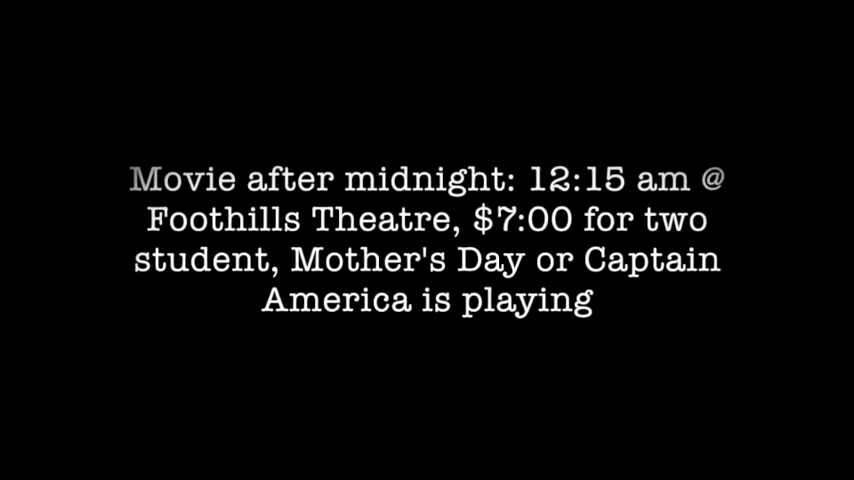 Movie after midnight: 12:15 am @
Foothills Theatre, $7:00 for two
student, Mother's Day or Captain
America is playing